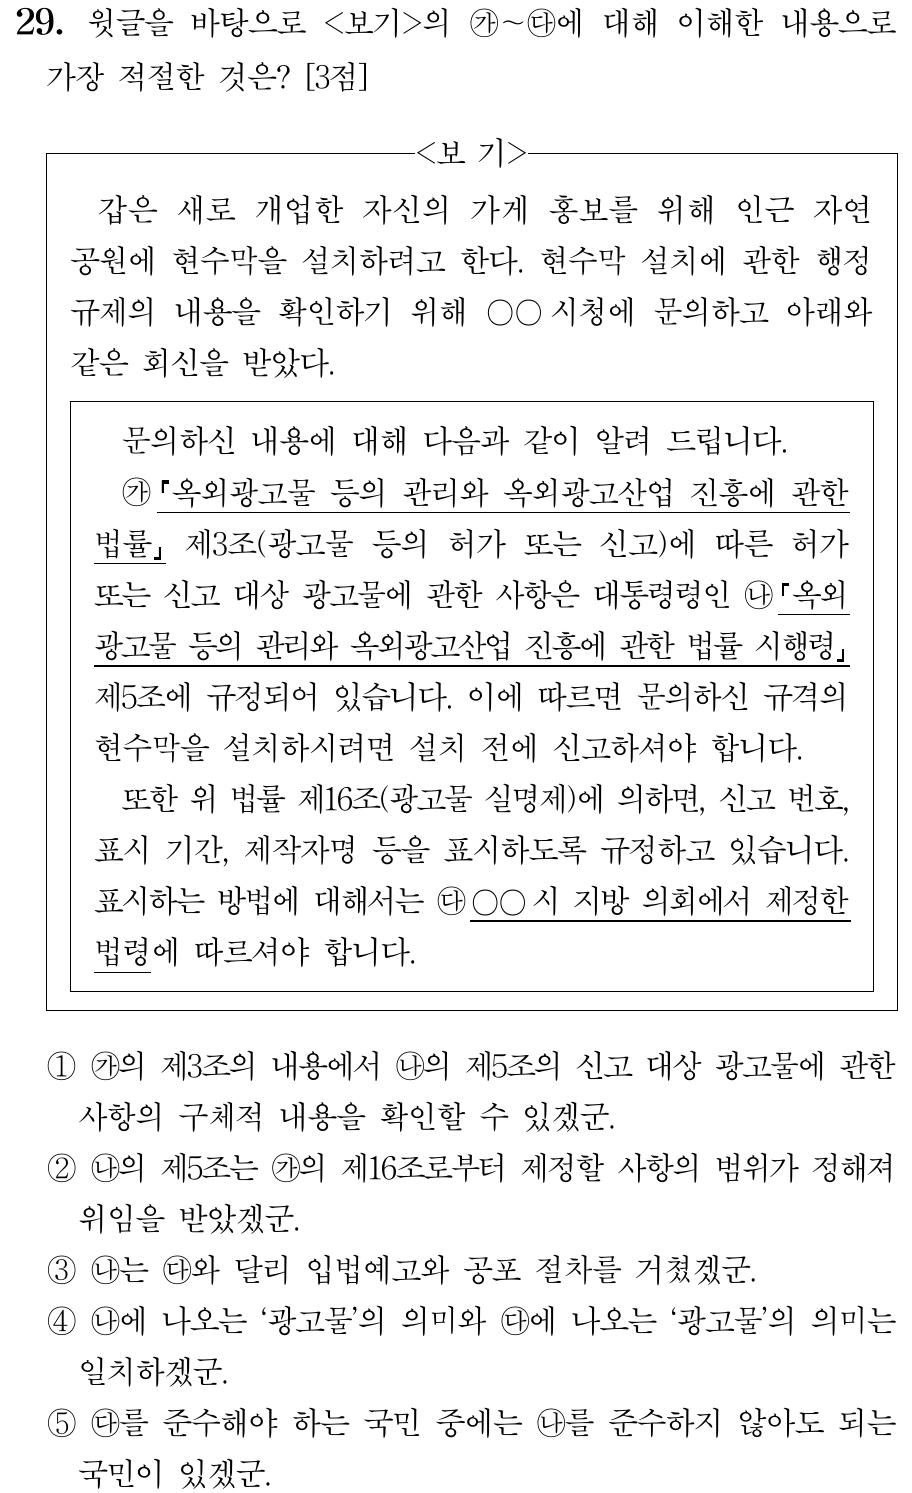 29. 윗글을 바탕으로 <보기>의 ㉮～㉰에 대해 이해한 내용으로
가장 적절한 것은? [3점]
<보 기>
갑은 새로 개업한 자신의 가게 홍보를 위해 인근 자연
공원에 현수막을 설치하려고 한다. 현수막 설치에 관한 행정
규제의 내용을 확인하기 위해 ○○ 시청에 문의하고 아래와
같은 회신을 받았다.
문의하신 내용에 대해 다음과 같이 알려 드립니다.
㉮『옥외광고물 등의 관리와 옥외광고산업 진흥에 관한
법률』 제3조(광고물 등의 허가 또는 신고)에 따른 허가
또는 신고 대상 광고물에 관한 사항은 대통령령인 ㉯『옥외
광고물 등의 관리와 옥외광고산업 진흥에 관한 법률 시행령』
제5조에 규정되어 있습니다. 이에 따르면 문의하신 규격의
현수막을 설치하시려면 설치 전에 신고하셔야 합니다.
또한 위 법률 제16조(광고물 실명제)에 의하면, 신고 번호,
표시 기간, 제작자명 등을 표시하도록 규정하고 있습니다.
표시하는 방법에 대해서는 ㉰○○ 시 지방 의회에서 제정한
법령에 따르셔야 합니다.
① ㉮의 제3조의 내용에서 ㉯의 제5조의 신고 대상 광고물에 관한
사항의 구체적 내용을 확인할 수 있겠군.
② ㉯의 제5조는 ㉮의 제16조로부터 제정할 사항의 범위가 정해져
위임을 받았겠군.
③ ㉯는 ㉰와 달리 입법예고와 공포 절차를 거쳤겠군.
④ ㉯에 나오는 ‘광고물’의 의미와 ㉰에 나오는 ‘광고물’의 의미는
일치하겠군.
⑤ ㉰를 준수해야 하는 국민 중에는 ㉯를 준수하지 않아도 되는
국민이 있겠군.